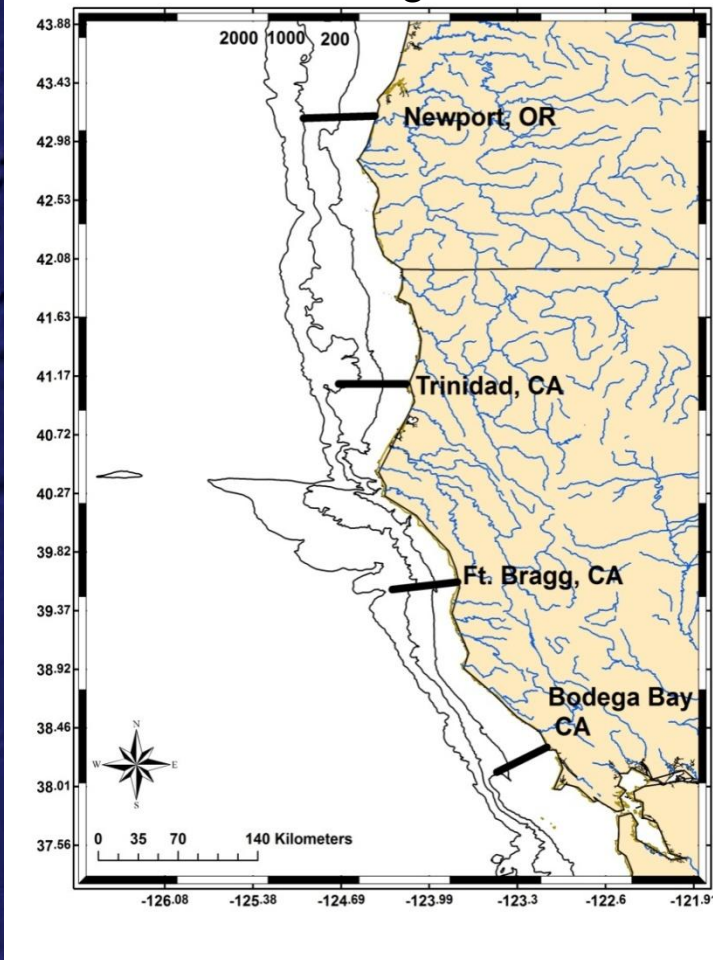 43.88
2000 1000 200
43.43
Newport, OR
42.98
42.53
42.08
41.63
41.17
Trinidad, CA
40.72
40.27
39.82
Ft. Bragg, CA
39.37
38.92
Bodega Bay
CA
38.46
N
W E
S
38.01
0 35 70 140 Kilometers
37.56
-126.08 -125.38 -124.69 -123.99 -123.3 -122.6 -121.91